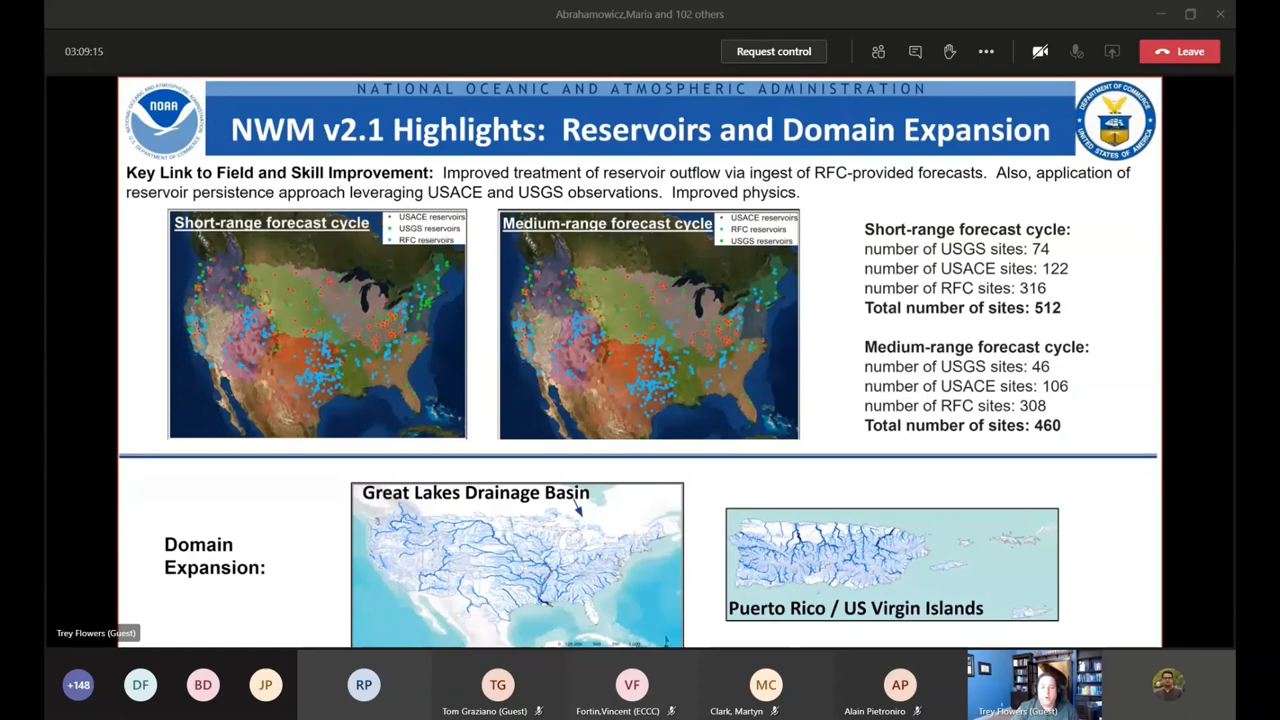 Abrahamowicz,Maria and 102 others
03:09:15
Request control
Leave
NATIONAL OCEANIC AND ATMOSPHERIC ADMINISTRATION
NOAA
NWM v2.1 Highlights: Reservoirs and Domain Expansion
Key Link to Field and Skill Improvement: Improved treatment of reservoir outflow via ingest of RFC-provided forecasts. Also, application of
reservoir persistence approach leveraging USACE and USGS observations. Improved physics.
Short-range forecast cycle
USACE reservoirs
USGS reservoirs
RFC reservoirs
Medium-range forecast cycle
USACE reservoirs
RFC reservoirs
USGS reservoirs
Short-range forecast cycle:
number of USGS sites: 74
number of USACE sites: 122
number of RFC sites: 316
Total number of sites: 512
Medium-range forecast cycle:
number of USGS sites: 46
number of USACE sites: 106
number of RFC sites: 308
Total number of sites: 460
Domain
Expansion:
Great Lakes Drainage Basin
Puerto Rico / US Virgin Islands
Trey Flowers (Guest)
+148
DF
BD
JP
RP
TG
Tom Graziano (Guest)
VF
Fortin,Vincent (ECCC)
MC
Clark, Martyn
AP
Alain Pietroniro
Trey Flowers (Guest)